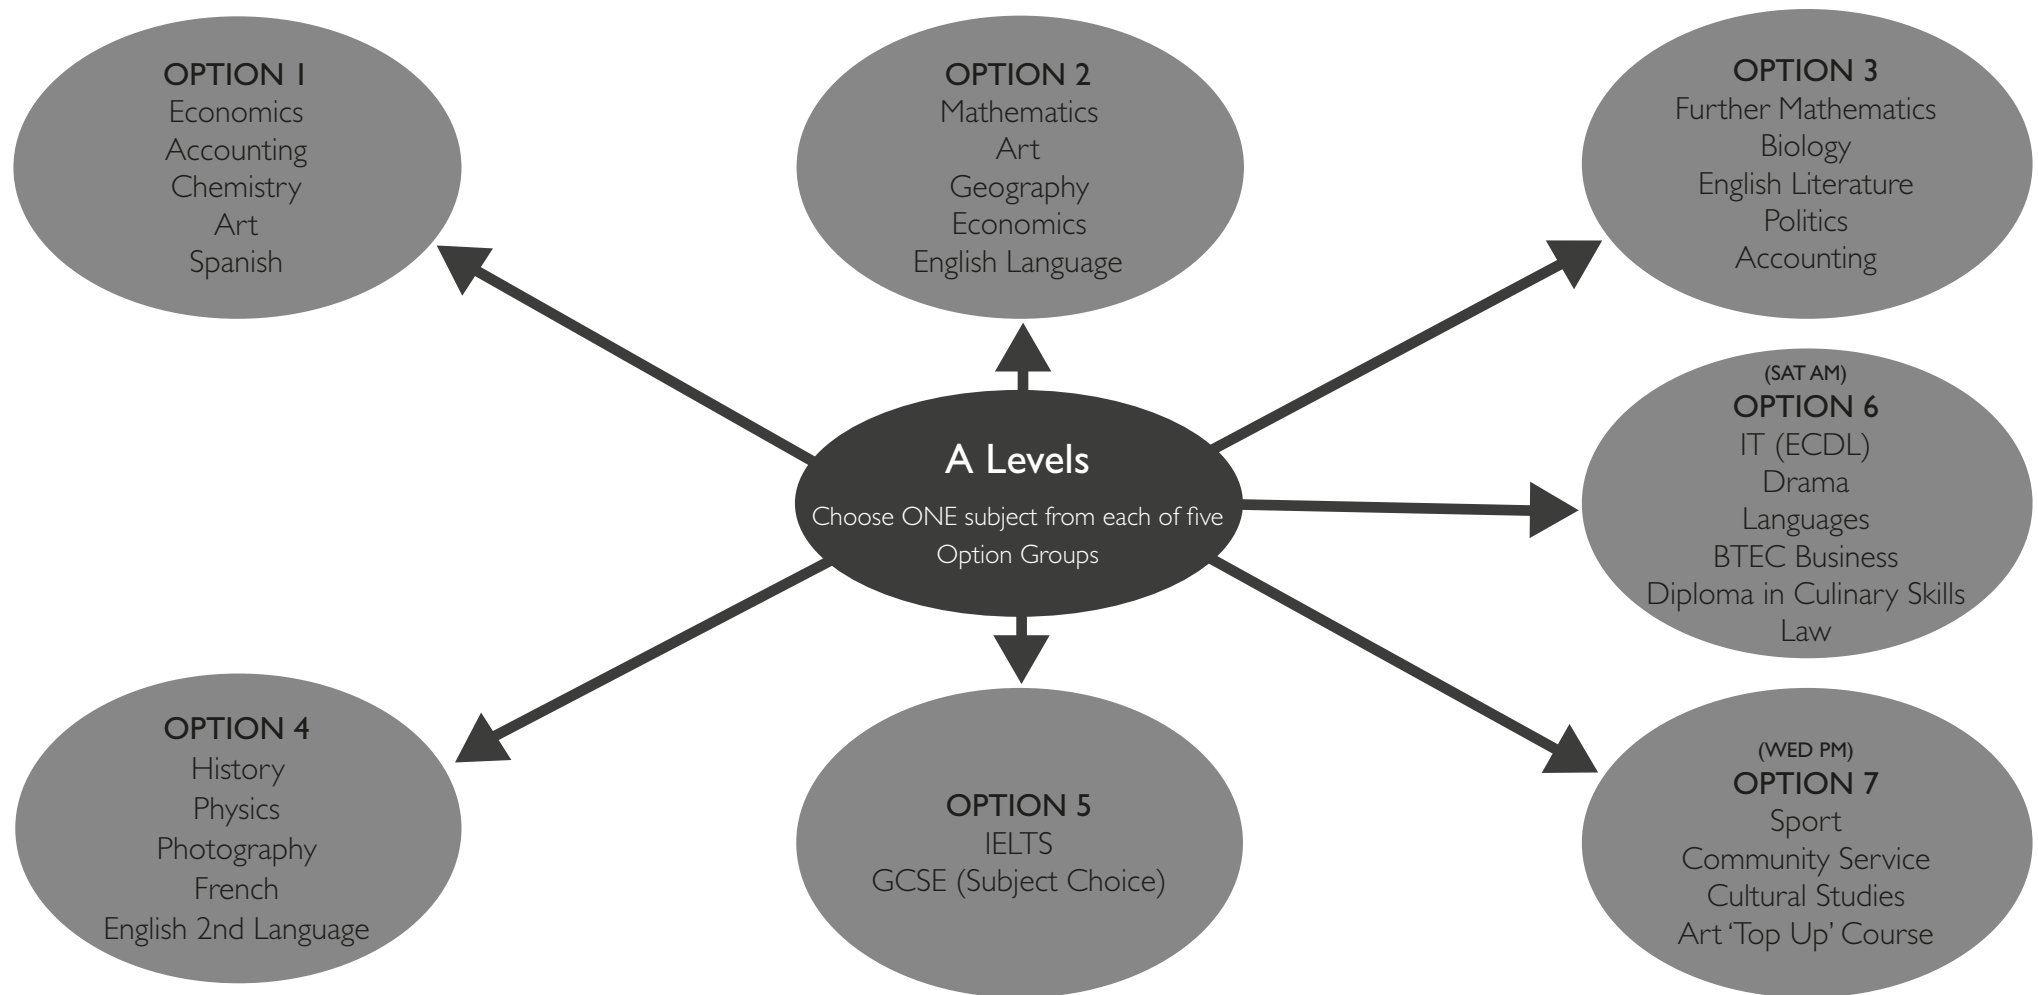 OPTION 1
Economics
Accounting
Chemistry
Art
Spanish
OPTION 2
Mathematics
Art
Geography
Economics
English Language
OPTION 3
Further Mathematics
Biology
English Literature
Politics
Accounting
A Levels
Choose ONE subject from each of five
Option Groups
(SAT AM)
OPTION 6
IT (ECDL)
Drama
Languages
BTEC Business
Diploma in Culinary Skills
Law
OPTION 4
History
Physics
Photography
French
English 2nd Language
OPTION 5
IELTS
GCSE (Subject Choice)
(WED PM)
OPTION 7
Sport
Community Service
Cultural Studies
Art ‘Top Up’ Course